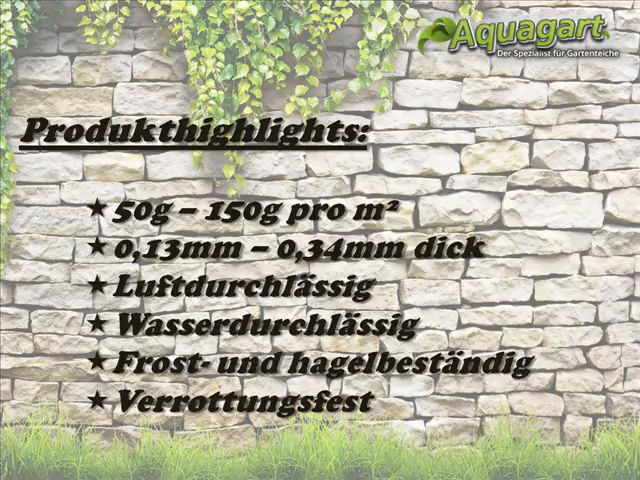 Aquagart
Der Spezialist für Gartenteiche
Produkthighlights:
★ 50g – 150g pro m²
★ 0,13mm – 0,34mm dick
★ Luftdurchlässig
★ Wasserdurchlässig
★ Frost- und hagelbeständig
★ Verrottungsfest